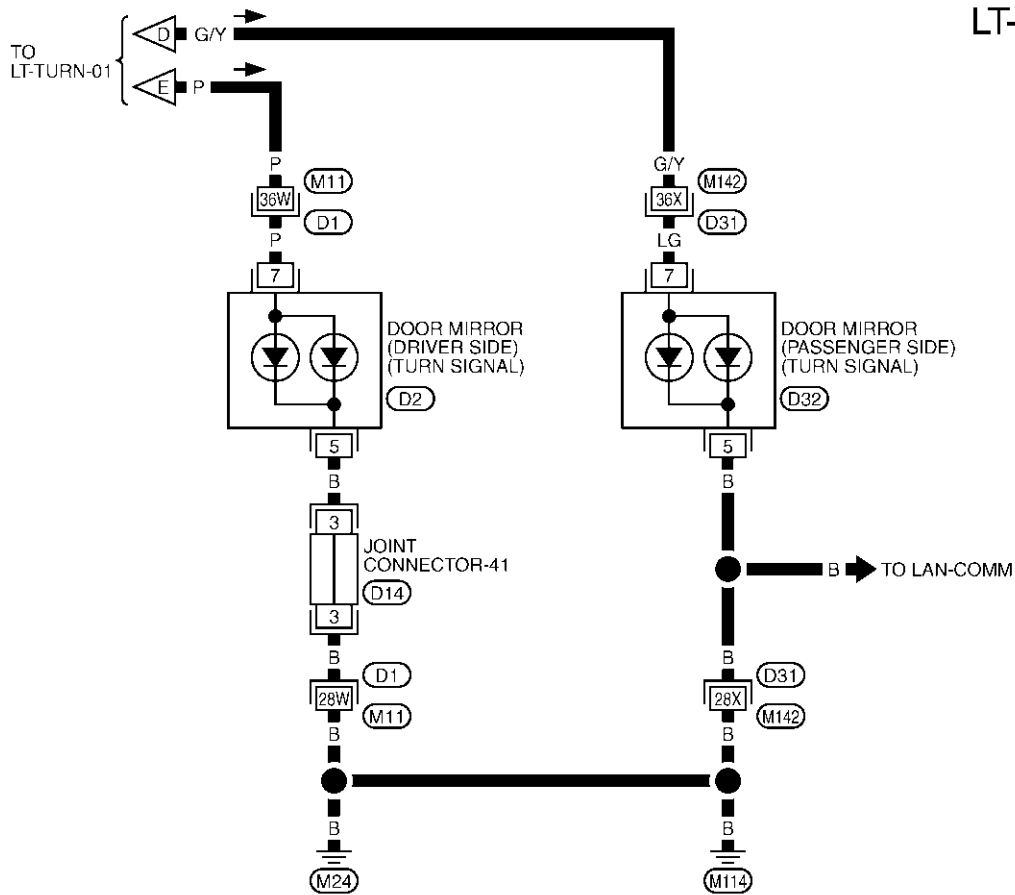 LT-
TO
LT-TURN-01
D
G/Y
E
P
P
36W
M11
D1
P
7
G/Y
36X
M142
D31
LG
7
DOOR MIRROR
(DRIVER SIDE)
(TURN SIGNAL)
D2
DOOR MIRROR
(PASSENGER SIDE)
(TURN SIGNAL)
D32
5
B
5
B
3
JOINT
CONNECTOR-41
D14
3
B
B
TO LAN-COMM
D1
28W
M11
B
B
D31
28X
M142
B
B
M24
B
M114